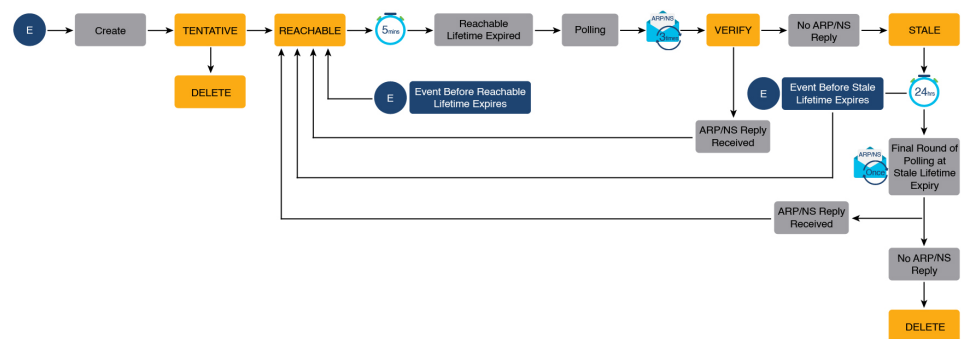 E
Create
TENTATIVE
REACHABLE
5mins
Reachable
Lifetime Expired
Polling
ARP/NS
3times
VERIFY
No ARP/NS
Reply
STALE
DELETE
E
Event Before Reachable
Lifetime Expires
E
Event Before Stale
Lifetime Expires
24hrs
ARP/NS Reply
Received
ARP/NS
Once
Final Round of
Polling at
Stale Lifetime
Expiry
ARP/NS Reply
Received
No ARP/NS
Reply
DELETE